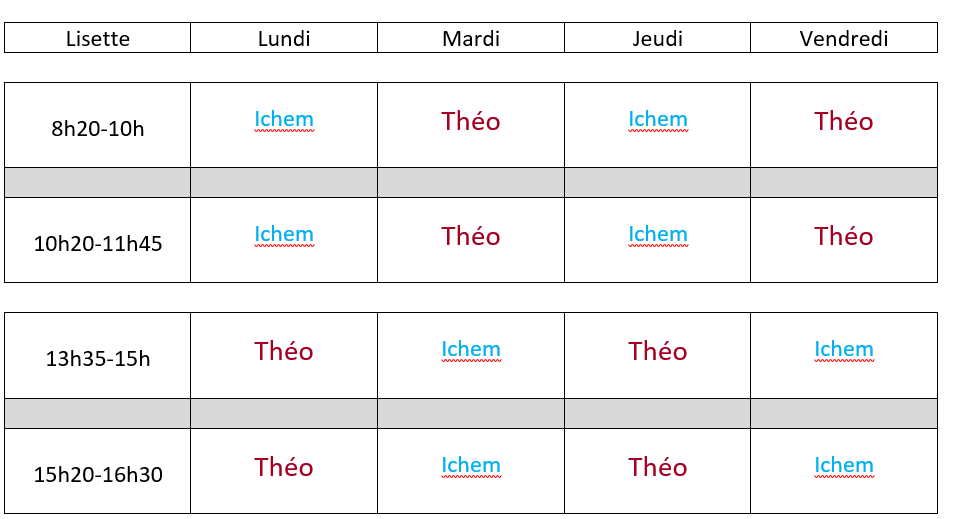 Lisette Lundi Mardi Jeudi Vendredi
8h20-10h Ichem Théo Ichem Théo
10h20-11h45 Ichem Théo Ichem Théo
13h35-15h Théo Ichem Théo Ichem
15h20-16h30 Théo Ichem Théo Ichem